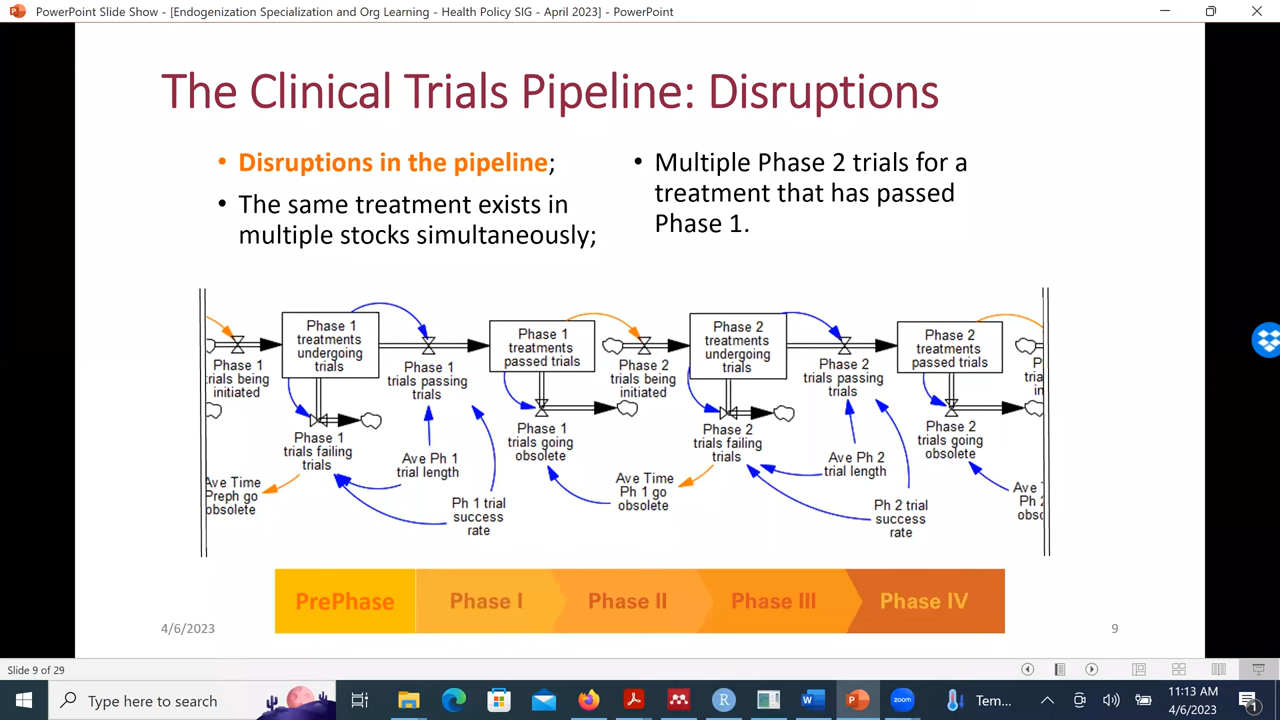 PowerPoint Slide Show - [Endogenization Specialization and Org Learning - Health Policy SIG - April 2023] - PowerPoint
The Clinical Trials Pipeline: Disruptions
• Disruptions in the pipeline;
• The same treatment exists in
multiple stocks simultaneously;
• Multiple Phase 2 trials for a
treatment that has passed
Phase 1.
Phase 1
trials being
initiated
Phase 1
treatments
undergoing
trials
Phase 1
trials passing
trials
Phase 1
treatments
passed trials
Phase 2
trials being
initiated
Phase 2
treatments
undergoing
trials
Phase 2
trials passing
trials
Phase 2
treatments
passed trials
Phase 1
trials failing
trials
Phase 1
trials going
obsolete
Phase 2
trials failing
trials
Phase 2
trials going
obsolete
Ave Time
Preph go
obsolete
Ave Ph 1
trial length
Ph 1 trial
success
rate
Ave Time
Ph 1 go
obsolete
Ave Ph 2
trial length
Ph 2 trial
success
rate
PrePhase
Phase I
Phase II
Phase III
Phase IV
4/6/2023
9
Slide 9 of 29
Type here to search
Tem...
11:13 AM
4/6/2023
1